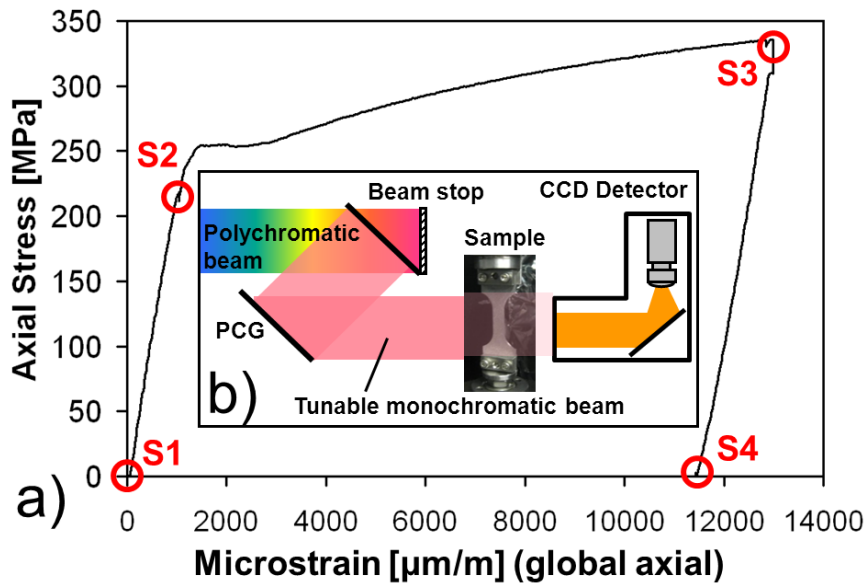 350
300
250
200
150
100
50
0
Axial Stress [MPa]
S1
S2
S3
S4
Beam stop
CCD Detector
Polychromatic
beam
Sample
PCG
Tunable monochromatic beam
b)
a)
0
2000
4000
6000
8000
10000
12000
14000
Microstrain [µm/m] (global axial)